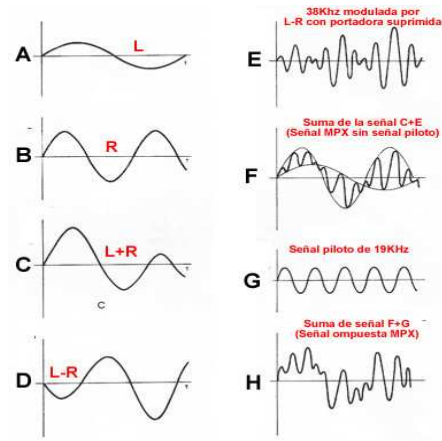 A
L
B
R
C
L+R
C
D
L-R
38Khz modulada por
L-R con portadora suprimida
E
Suma de la señal C+E
(Señal MPX sin señal piloto)
F
Señal piloto de 19KHz
G
Suma de señal F+G
(Señal ompuesta MPX)
H